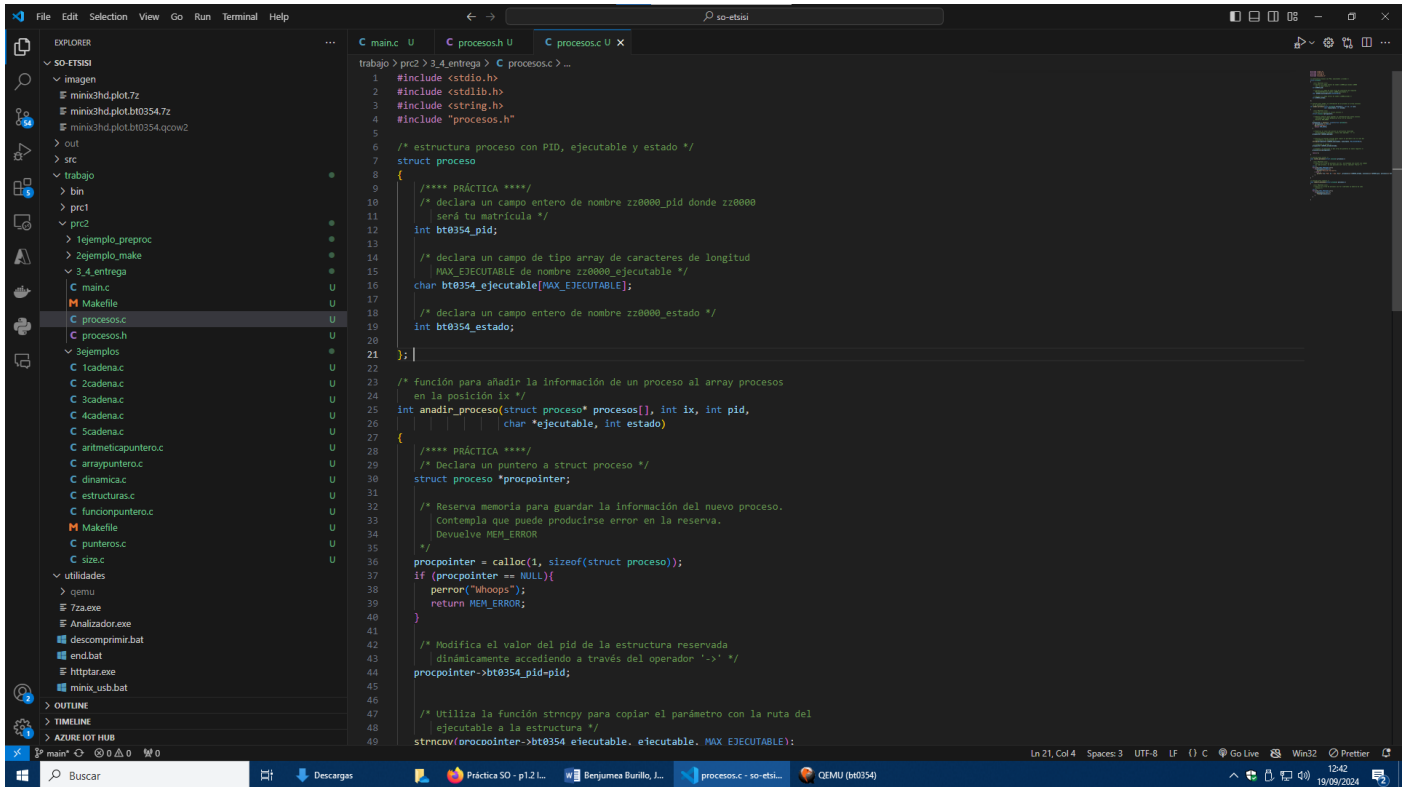 File Edit Selection View Go Run Terminal Help
so-etsisi
EXPLORER
SO-ETSISI
imagen
minix3hd.plot.7z
minix3hd.plot.bt0354.7z
minix3hd.plot.bt0354.qcow2
out
src
trabajo
bin
prc1
prc2
1ejemplo_preproc
2ejemplo_make
3_4_entrega
C main.c U
M Makefile U
C procesos.c U
C procesos.h U
3ejemplos
C 1cadena.c U
C 2cadena.c U
C 3cadena.c U
C 4cadena.c U
C 5cadena.c U
C aritmeticapuntero.c U
C arraypuntero.c U
C dinamica.c U
C estructuras.c U
C funcionpuntero.c U
M Makefile U
C punteros.c U
C size.c U
utilidades
qemu
7za.exe
Analizador.exe
descomprimir.bat
end.bat
httptar.exe
minix_usb.bat
OUTLINE
TIMELINE
AZURE IOT HUB
54
5
2
1
C main.c U C procesos.h U C procesos.c U
trabajo > prc2 > 3_4_entrega > C procesos.c > ...
1 #include <stdio.h>
2 #include <stdlib.h>
3 #include <string.h>
4 #include "procesos.h"
5
6 /* estructura proceso con PID, ejecutable y estado */
7 struct proceso
8 {
9 /**** PRÁCTICA ****/
10 /* declara un campo entero de nombre zz0000_pid donde zz0000
11 será tu matrícula */
12 int bt0354_pid;
13
14 /* declara un campo de tipo array de caracteres de longitud
15 MAX_EJECUTABLE de nombre zz0000_ejecutable */
16 char bt0354_ejecutable[MAX_EJECUTABLE];
17
18 /* declara un campo entero de nombre zz0000_estado */
19 int bt0354_estado;
20
21 };
22
23 /* función para añadir la información de un proceso al array procesos
24 en la posición ix */
25 int anadir_proceso(struct proceso* procesos[], int ix, int pid,
26 char *ejecutable, int estado)
27 {
28 /**** PRÁCTICA ****/
29 /* Declara un puntero a struct proceso */
30 struct proceso *procpointer;
31
32 /* Reserva memoria para guardar la información del nuevo proceso.
33 Contempla que puede producirse error en la reserva.
34 Devuelve MEM_ERROR
35 */
36 procpointer = calloc(1, sizeof(struct proceso));
37 if (procpointer == NULL){
38 perror("Whoops");
39 return MEM_ERROR;
40 }
41
42 /* Modifica el valor del pid de la estructura reservada
43 dinámicamente accediendo a través del operador '->' */
44 procpointer->bt0354_pid=pid;
45
46
47 /* Utiliza la función strncpy para copiar el parámetro con la ruta del
48 ejecutable a la estructura */
49 strncpy(procpointer->bt0354_ejecutable, ejecutable, MAX_EJECUTABLE);
main* 0 0 0 Ln 21, Col 4 Spaces: 3 UTF-8 LF {} C Go Live Win32 Prettier
Buscar Descargas Práctica SO - p1.2 l... Benjumea Burillo, J... procesos.c - so-etsi... QEMU (bt0354)
12:42
19/09/2024
2